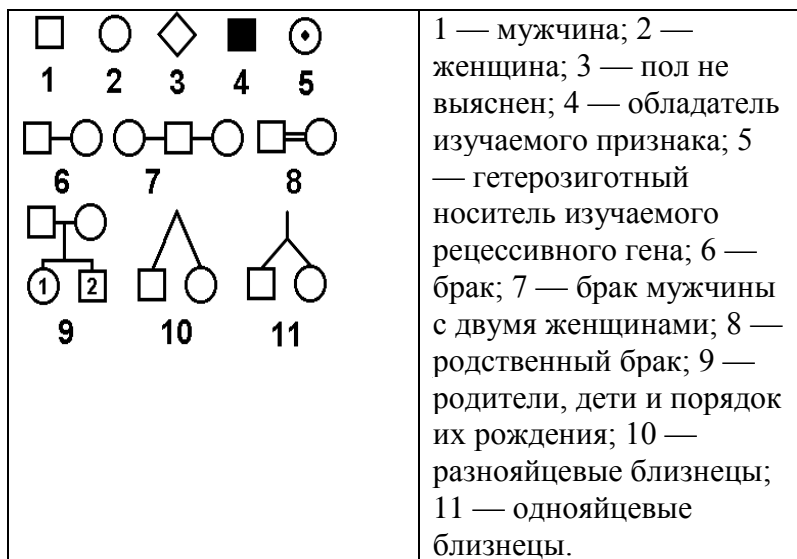 1 2 3 4 5
6 7 8
1 2
9 10 11
1 — мужчина; 2 —
женщина; 3 — пол не
выяснен; 4 — обладатель
изучаемого признака; 5
— гетерозиготный
носитель изучаемого
рецессивного гена; 6 —
брак; 7 — брак мужчины
с двумя женщинами; 8 —
родственный брак; 9 —
родители, дети и порядок
их рождения; 10 —
разнояйцевые близнецы;
11 — однояйцевые
близнецы.